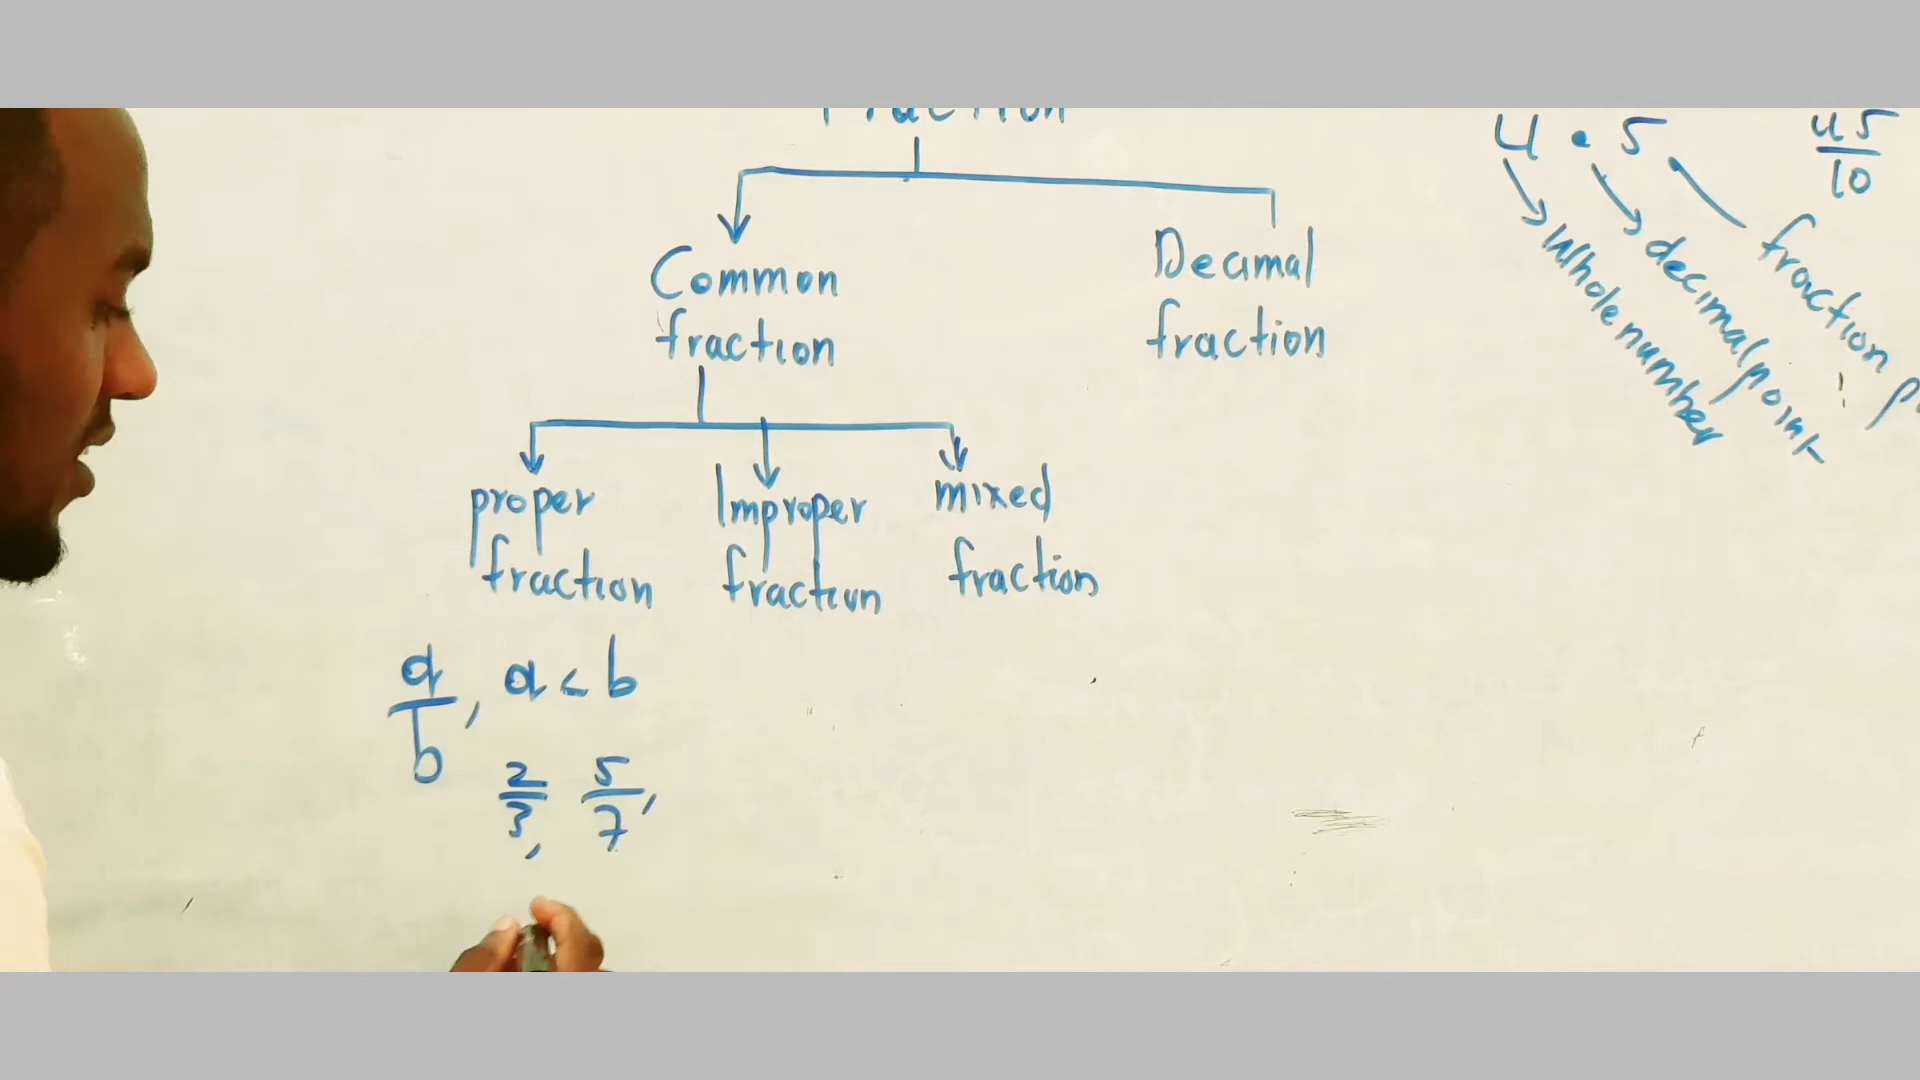 Fraction
Common
fraction
Decimal
fraction
proper
fraction
Improper
fraction
mixed
fraction
a/b, a < b
2/3, 5/7,
4.5
45/10
Whole number
decimal point
fraction